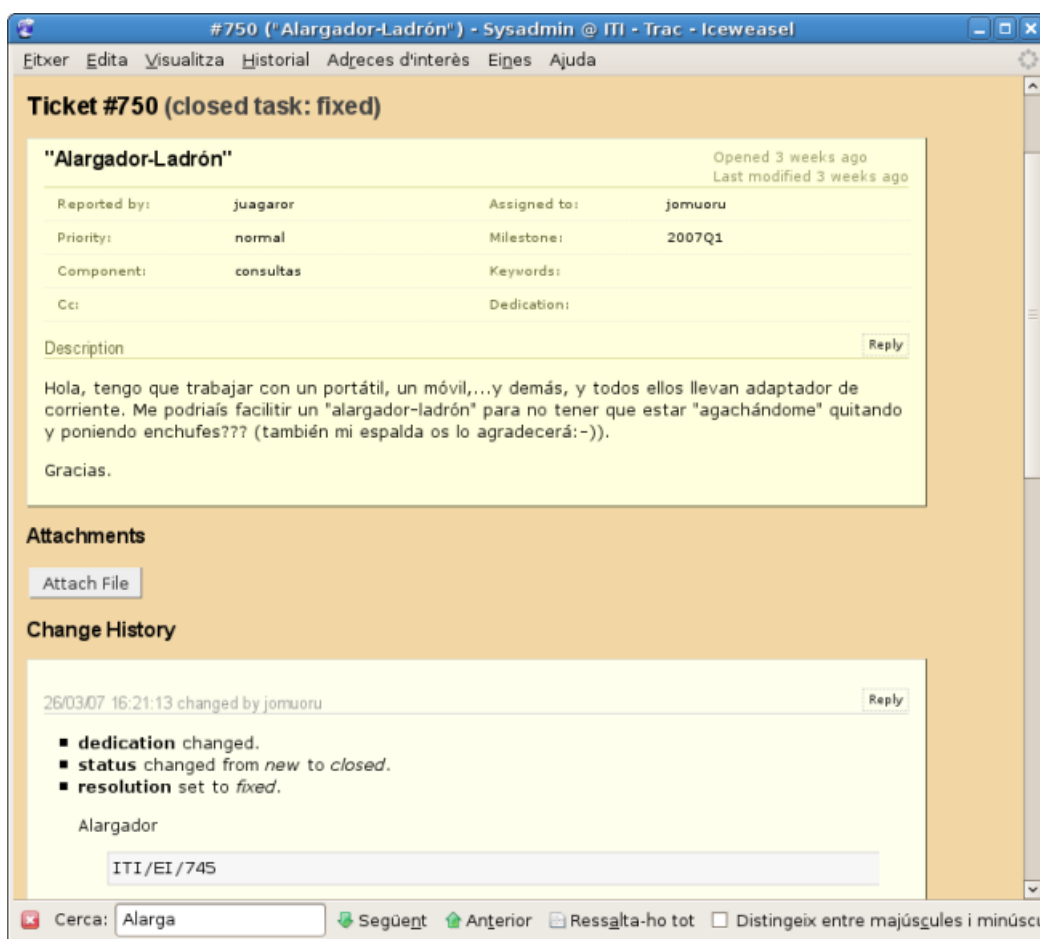 #750 ("Alargador-Ladrón") - Sysadmin @ ITI - Trac - Iceweasel
Fitxer Edita Visualitza Historial Adreces d'interès Eines Ajuda
Ticket #750 (closed task: fixed)
"Alargador-Ladrón"
Opened 3 weeks ago
Last modified 3 weeks ago
Reported by: juagaror Assigned to: jomuoru
Priority: normal Milestone: 2007Q1
Component: consultas Keywords:
Cc: Dedication:
Description Reply
Hola, tengo que trabajar con un portátil, un móvil,...y demás, y todos ellos llevan adaptador de
corriente. Me podriaís facilitir un "alargador-ladrón" para no tener que estar "agachándome" quitando
y poniendo enchufes??? (también mi espalda os lo agradecerá:-)).
Gracias.
Attachments
Attach File
Change History
26/03/07 16:21:13 changed by jomuoru Reply
dedication changed.
status changed from new to closed.
resolution set to fixed.
Alargador
ITI/EI/745
Cerca: Alarga Següent Anterior Ressalta-ho tot Distingeix entre majúscules i minúscu